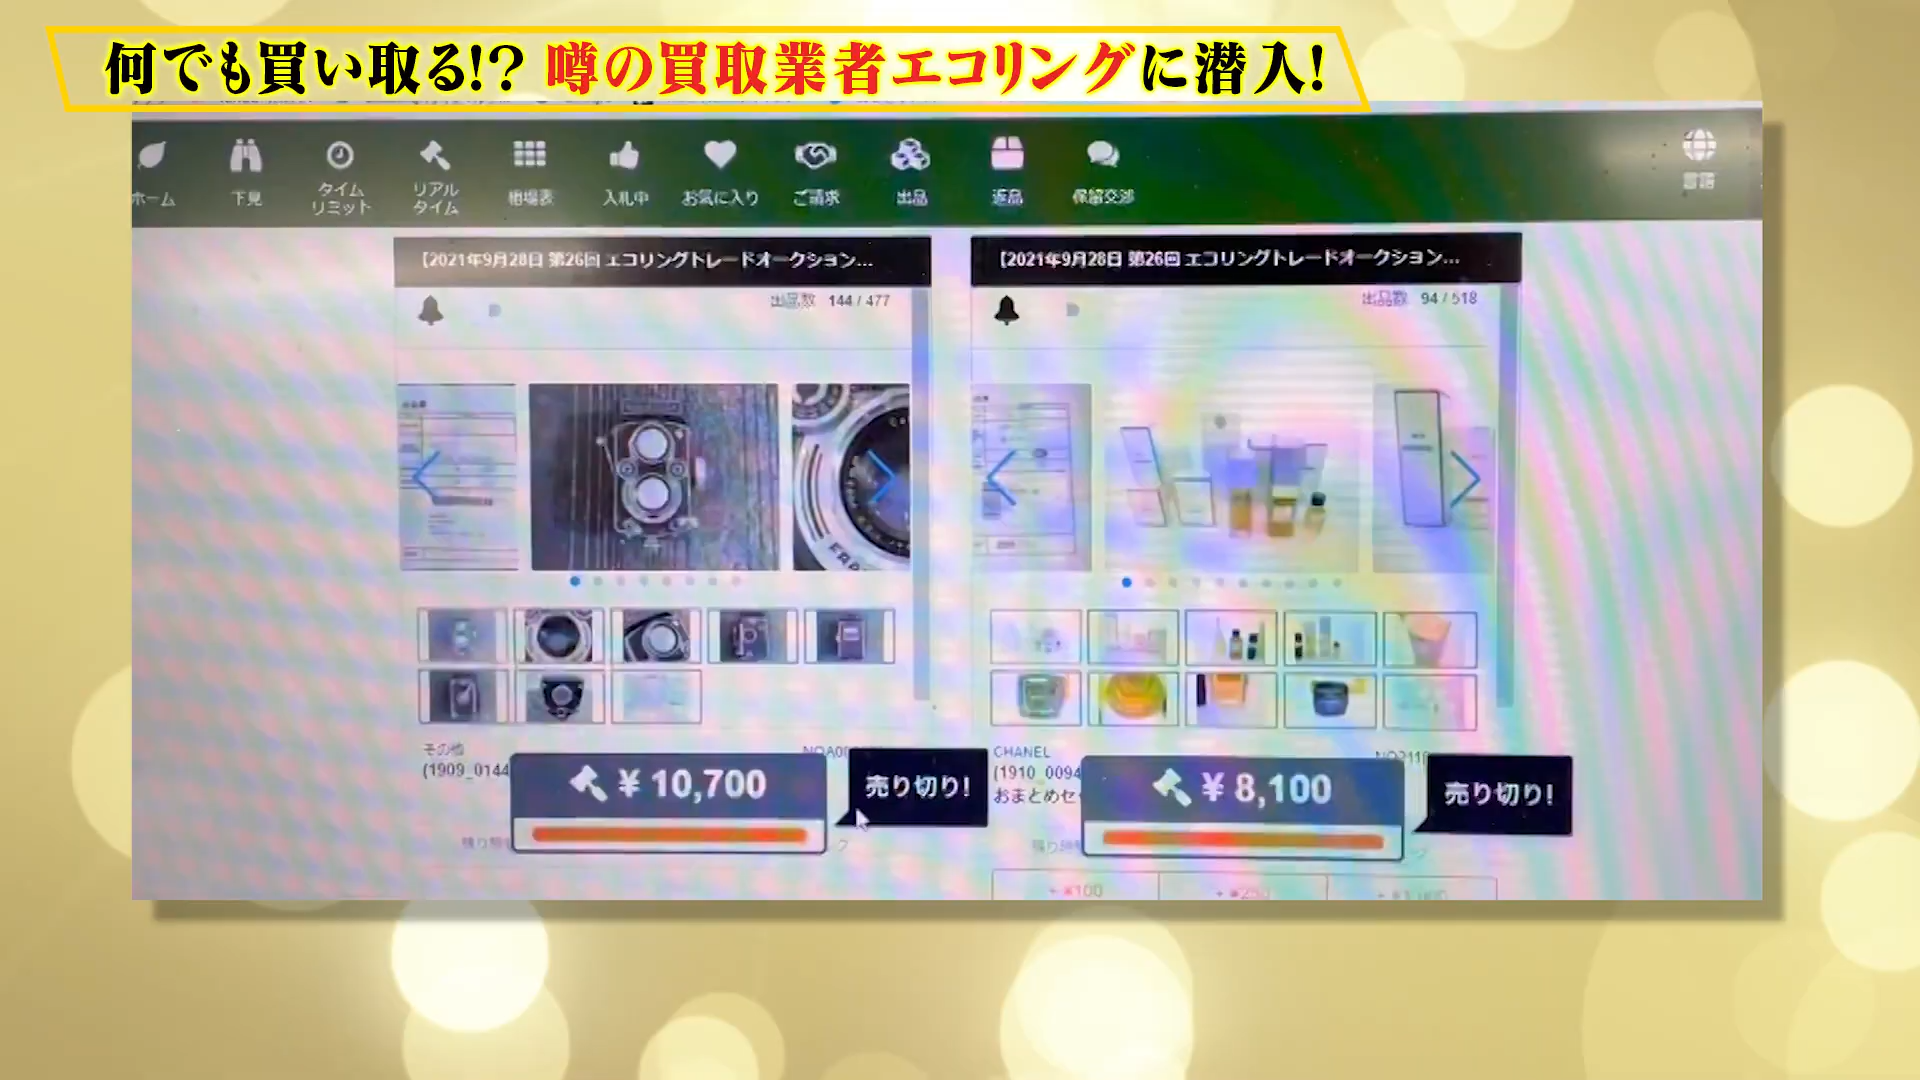 何でも買い取る!? 噂の買取業者エコリングに潜入!
ホーム
下見
タイム
リミット
リアル
タイム
相場表
入札中
お気に入り
ご請求
出品
返品
保留交渉
言語
【2021年9月28日 第26回 エコリングトレードオークション...
出品数 144 / 477
その他
(1909_0144
¥ 10,700
売り切り!
【2021年9月28日 第26回 エコリングトレードオークション...
出品数 94 / 518
CHANEL
(1910_0094
おまとめセ
¥ 8,100
売り切り!
+ ¥100